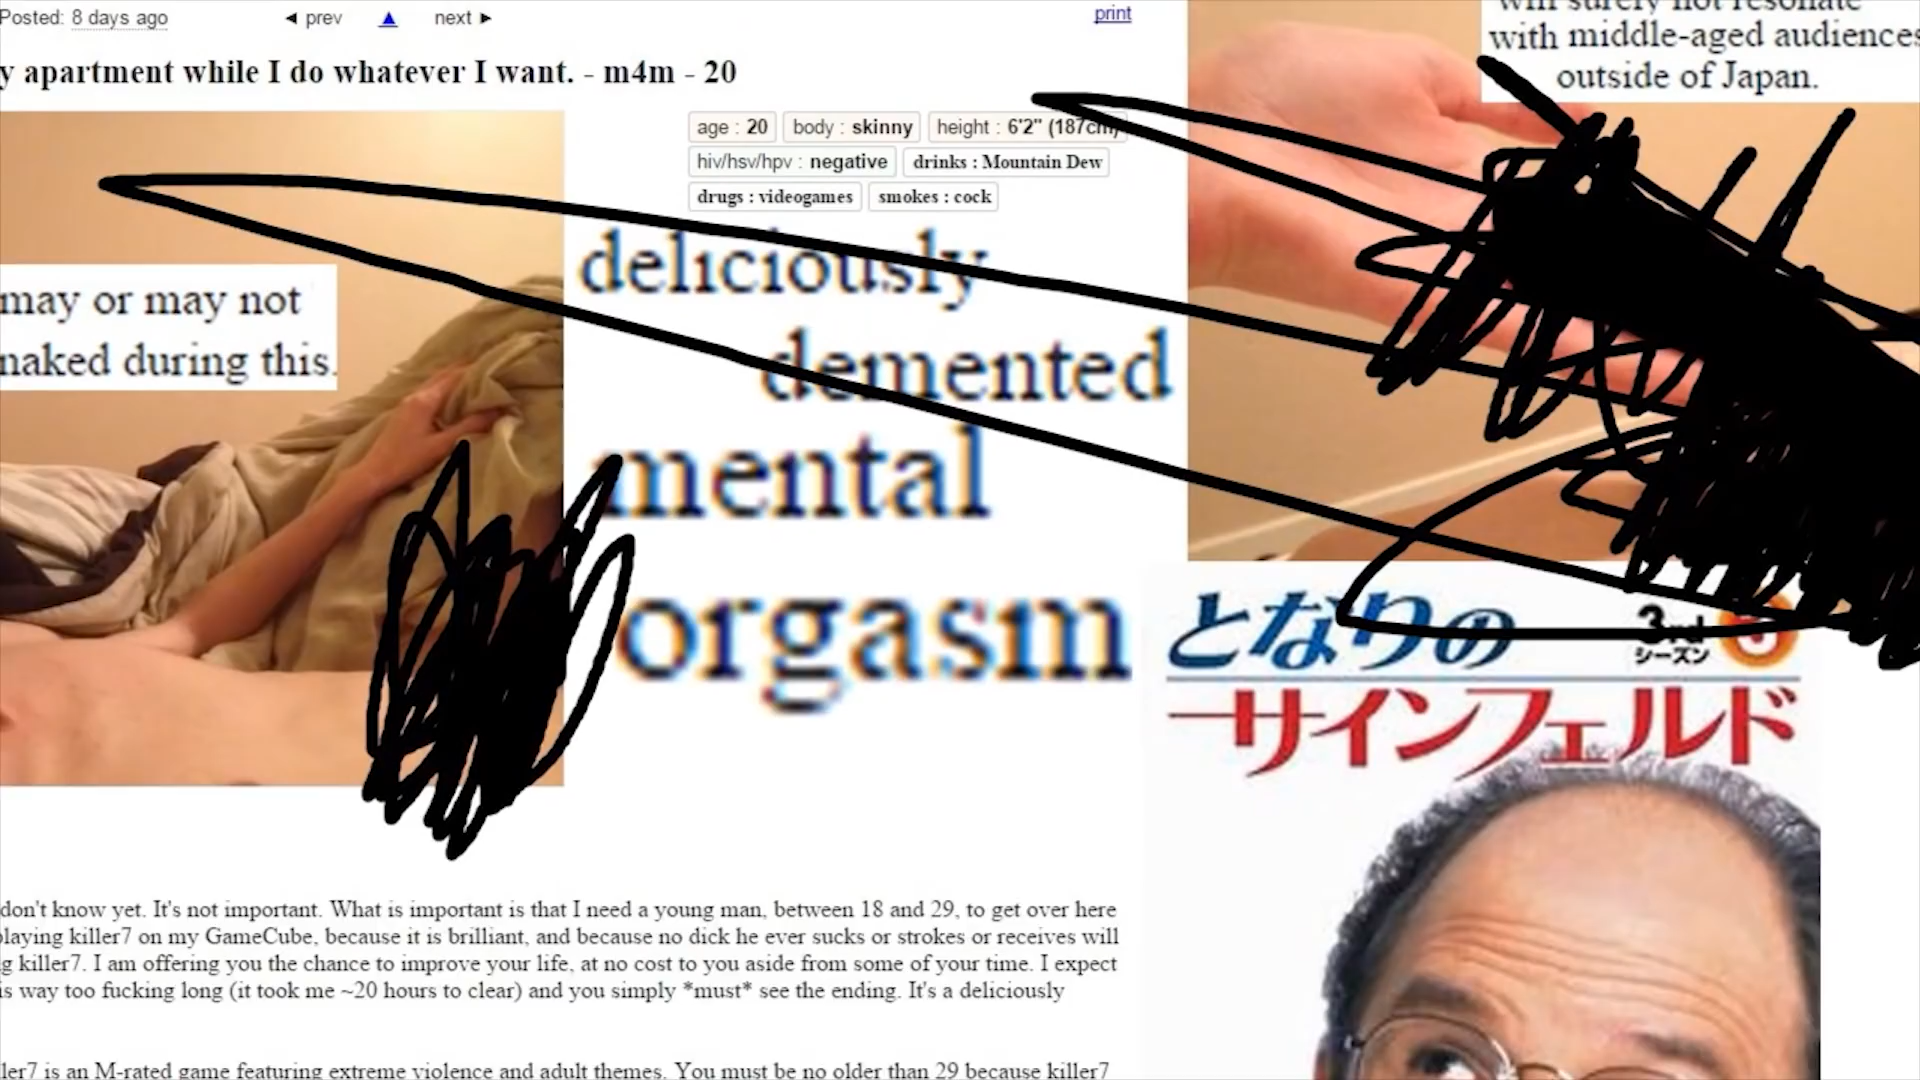 Posted: 8 days ago
◄ prev ▲ next ►
print
y apartment while I do whatever I want. - m4m - 20
age : 20
body : skinny
height : 6'2" (187cm)
hiv/hsv/hpv : negative
drinks : Mountain Dew
drugs : videogames
smokes : cock
will surely not resonate
with middle-aged audiences
outside of Japan.
may or may not
naked during this.
deliciously
demented
mental
orgasm
となりの
3rd
シーズン
サインフェルド
don't know yet. It's not important. What is important is that I need a young man, between 18 and 29, to get over here
playing killer7 on my GameCube, because it is brilliant, and because no dick he ever sucks or strokes or receives will
g killer7. I am offering you the chance to improve your life, at no cost to you aside from some of your time. I expect
is way too fucking long (it took me ~20 hours to clear) and you simply *must* see the ending. It's a deliciously
ller7 is an M-rated game featuring extreme violence and adult themes. You must be no older than 29 because killer7